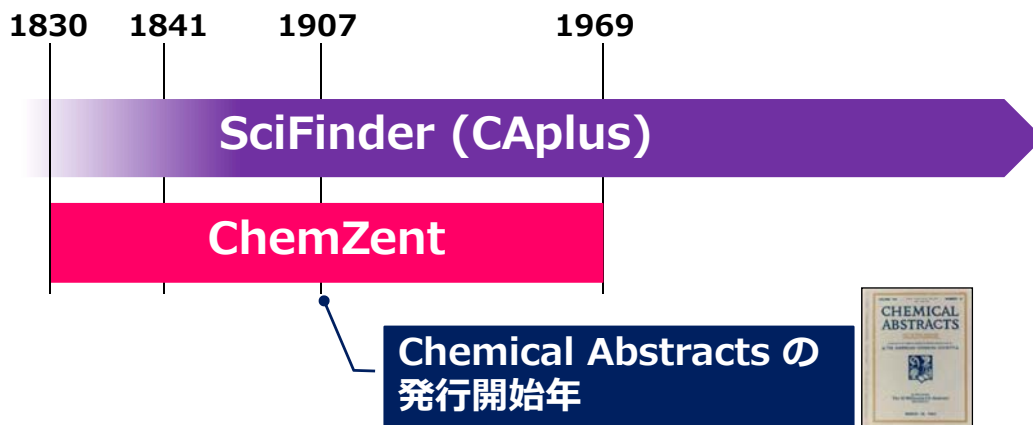 1830 1841 1907 1969
SciFinder (CAplus)
ChemZent
Chemical Abstracts の
発行開始年
CHEMICAL
ABSTRACTS